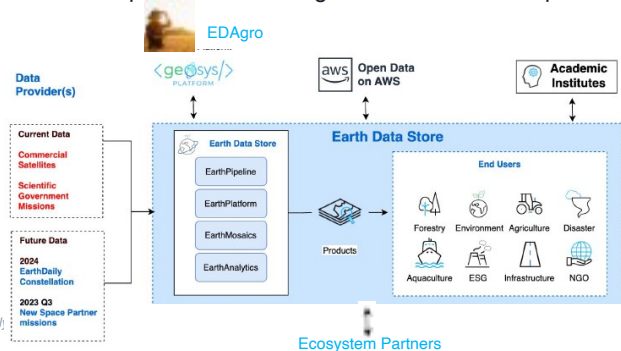 EDAgro
Data
Provider(s)
<geosys/>
PLATFORM
aws
Open Data
on AWS
Academic
Institutes
Current Data
Commercial
Satellites
Scientific
Government
Missions
Future Data
2024
EarthDaily
Constellation
2023 Q3
New Space Partner
missions
Earth Data Store
Earth Data Store
EarthPipeline
EarthPlatform
EarthMosaics
EarthAnalytics
Products
End Users
Forestry
Environment
Agriculture
Disaster
Aquaculture
ESG
Infrastructure
NGO
Ecosystem Partners